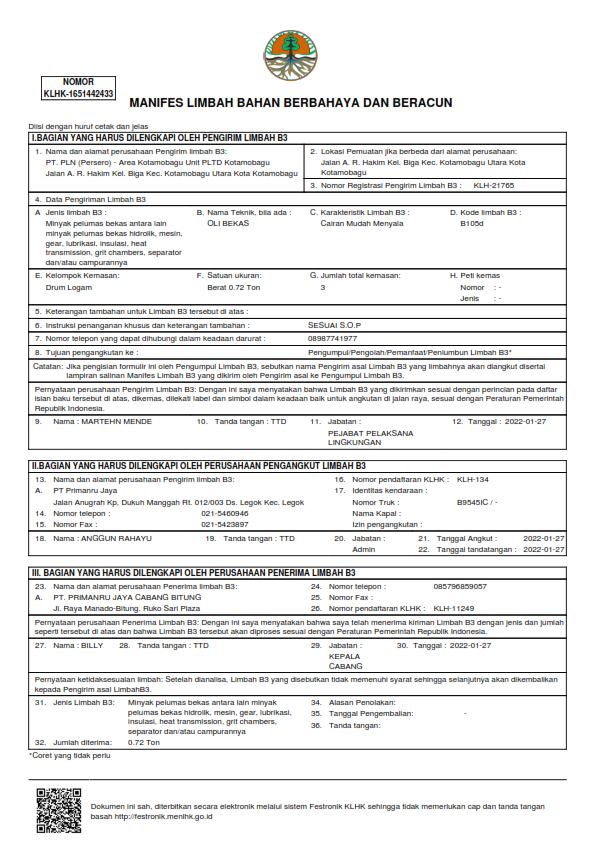 NOMOR
KLHK-1651442433
MANIFES LIMBAH BAHAN BERBAHAYA DAN BERACUN
Diisi dengan huruf cetak dan jelas
I.BAGIAN YANG HARUS DILENGKAPI OLEH PENGIRIM LIMBAH B3
1. Nama dan alamat perusahaan Pengirim limbah B3:
PT. PLN (Persero) - Area Kotamobagu Unit PLTD Kotamobagu
Jalan A. R. Hakim Kel. Biga Kec. Kotamobagu Utara Kota Kotamobagu
2. Lokasi Pemuatan jika berbeda dari alamat perusahaan:
Jalan A. R. Hakim Kel. Biga Kec. Kotamobagu Utara Kota
Kotamobagu
3. Nomor Registrasi Pengirim Limbah B3 : KLH-21765
4. Data Pengiriman Limbah B3
A Jenis limbah B3 :
Minyak pelumas bekas antara lain
minyak pelumas bekas hidrolik, mesin,
gear, lubrikasi, insulasi, heat
transmission, grit chambers, separator
dan/atau campurannya
B. Nama Teknik, bila ada :
OLI BEKAS
C. Karakteristik Limbah B3 :
Cairan Mudah Menyala
D. Kode limbah B3 :
B105d
E. Kelompok Kemasan:
Drum Logam
F. Satuan ukuran:
Berat 0.72 Ton
G. Jumlah total kemasan:
3
H. Peti kemas
Nomor : -
Jenis : -
5. Keterangan tambahan untuk Limbah B3 tersebut di atas :
6. Instruksi penanganan khusus dan keterangan tambahan : SESUAI S.O.P
7. Nomor telepon yang dapat dihubungi dalam keadaan darurat : 08987741977
8. Tujuan pengangkutan ke : Pengumpul/Pengolah/Pemanfaat/Penimbun Limbah B3*
Catatan: Jika pengisian formulir ini oleh Pengumpul Limbah B3, sebutkan nama Pengirim asal Limbah B3 yang limbahnya akan diangkut disertai
lampiran salinan Manifes Limbah B3 yang dikirim oleh Pengirim asal ke Pengumpul Limbah B3.
Pernyataan perusahaan Pengirim Limbah B3: Dengan ini saya menyatakan bahwa Limbah B3 yang dikirimkan sesuai dengan perincian pada daftar
isian baku tersebut di atas, dikemas, dilekati label dan simbol dalam keadaan baik untuk angkutan di jalan raya, sesuai dengan Peraturan Pemerintah
Republik Indonesia.
9. Nama : MARTEHN MENDE 10. Tanda tangan : TTD 11. Jabatan : 12. Tanggal : 2022-01-27
PEJABAT PELAKSANA
LINGKUNGAN
II.BAGIAN YANG HARUS DILENGKAPI OLEH PERUSAHAAN PENGANGKUT LIMBAH B3
13. Nama dan alamat perusahaan Pengirim limbah B3:
A. PT Primanru Jaya
Jalan Anugrah Kp, Dukuh Manggah Rt. 012/003 Ds. Legok Kec. Legok
14. Nomor telepon : 021-5460946
15. Nomor Fax : 021-5423897
16. Nomor pendaftaran KLHK : KLH-134
17. Identitas kendaraan :
Nomor Truk : B9545IC / -
Nama Kapal :
Izin pengangkutan :
18. Nama : ANGGUN RAHAYU 19. Tanda tangan : TTD 20. Jabatan : 21. Tanggal Angkut : 2022-01-27
Admin 22. Tanggal tandatangan : 2022-01-27
III. BAGIAN YANG HARUS DILENGKAPI OLEH PERUSAHAAN PENERIMA LIMBAH B3
23. Nama dan alamat perusahaan Penerima limbah B3:
A. PT. PRIMANRU JAYA CABANG BITUNG
Jl. Raya Manado-Bitung. Ruko Sari Plaza
24. Nomor telepon : 085796859057
25. Nomor Fax :
26. Nomor pendaftaran KLHK : KLH-11249
Pernyataan perusahaan Penerima Limbah B3: Dengan ini saya menyatakan bahwa saya telah menerima kiriman Limbah B3 dengan jenis dan jumlah
seperti tersebut di atas dan bahwa Limbah B3 tersebut akan diproses sesuai dengan Peraturan Pemerintah Republik Indonesia.
27. Nama : BILLY 28. Tanda tangan : TTD 29. Jabatan : 30. Tanggal : 2022-01-27
KEPALA
CABANG
Pernyataan ketidaksesuaian limbah: Setelah dianalisa, Limbah B3 yang disebutkan tidak memenuhi syarat sehingga selanjutnya akan dikembalikan
kepada Pengirim asal LimbahB3.
31. Jenis Limbah B3: Minyak pelumas bekas antara lain minyak
pelumas bekas hidrolik, mesin, gear, lubrikasi,
insulasi, heat transmission, grit chambers,
separator dan/atau campurannya
32. Jumlah diterima: 0.72 Ton
34. Alasan Penolakan:
35. Tanggal Pengembalian: -
36. Tanda tangan:
*Coret yang tidak perlu
Dokumen ini sah, diterbitkan secara elektronik melalui sistem Festronik KLHK sehingga tidak memerlukan cap dan tanda tangan
basah http://festronik.menlhk.go.id